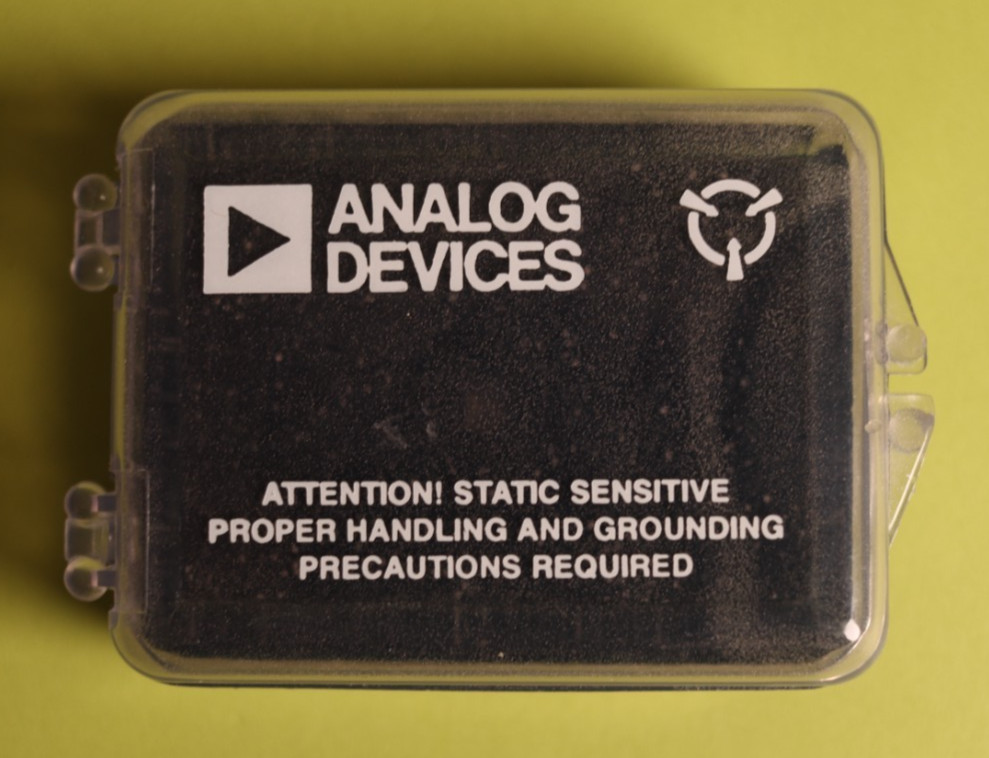 ANALOG
DEVICES
ATTENTION! STATIC SENSITIVE
PROPER HANDLING AND GROUNDING
PRECAUTIONS REQUIRED